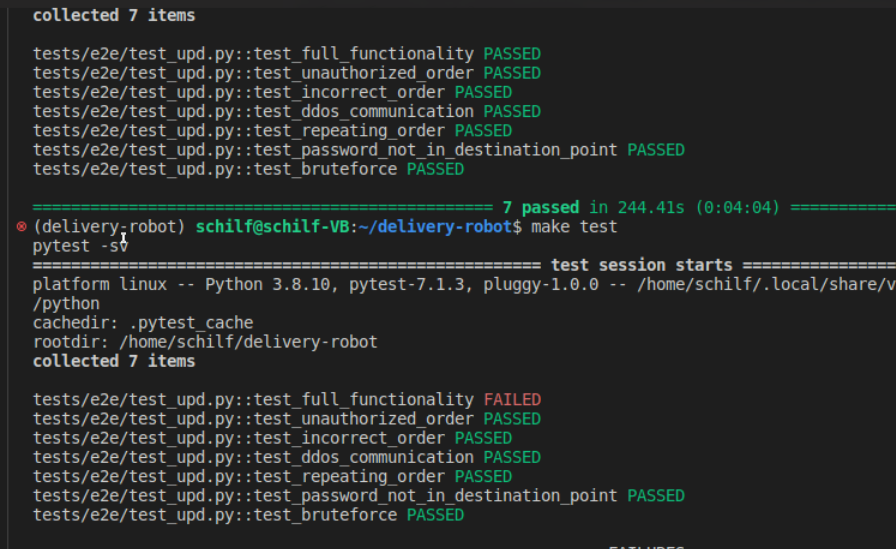 collected 7 items
tests/e2e/test_upd.py::test_full_functionality PASSED
tests/e2e/test_upd.py::test_unauthorized_order PASSED
tests/e2e/test_upd.py::test_incorrect_order PASSED
tests/e2e/test_upd.py::test_ddos_communication PASSED
tests/e2e/test_upd.py::test_repeating_order PASSED
tests/e2e/test_upd.py::test_password_not_in_destination_point PASSED
tests/e2e/test_upd.py::test_bruteforce PASSED
================================================ 7 passed in 244.41s (0:04:04) ===========
(delivery-robot) schilf@schilf-VB:~/delivery-robot$ make test
pytest -sv
===================================================== test session starts ================
platform linux -- Python 3.8.10, pytest-7.1.3, pluggy-1.0.0 -- /home/schilf/.local/share/v
/python
cachedir: .pytest_cache
rootdir: /home/schilf/delivery-robot
collected 7 items
tests/e2e/test_upd.py::test_full_functionality FAILED
tests/e2e/test_upd.py::test_unauthorized_order PASSED
tests/e2e/test_upd.py::test_incorrect_order PASSED
tests/e2e/test_upd.py::test_ddos_communication PASSED
tests/e2e/test_upd.py::test_repeating_order PASSED
tests/e2e/test_upd.py::test_password_not_in_destination_point PASSED
tests/e2e/test_upd.py::test_bruteforce PASSED
FAILURES